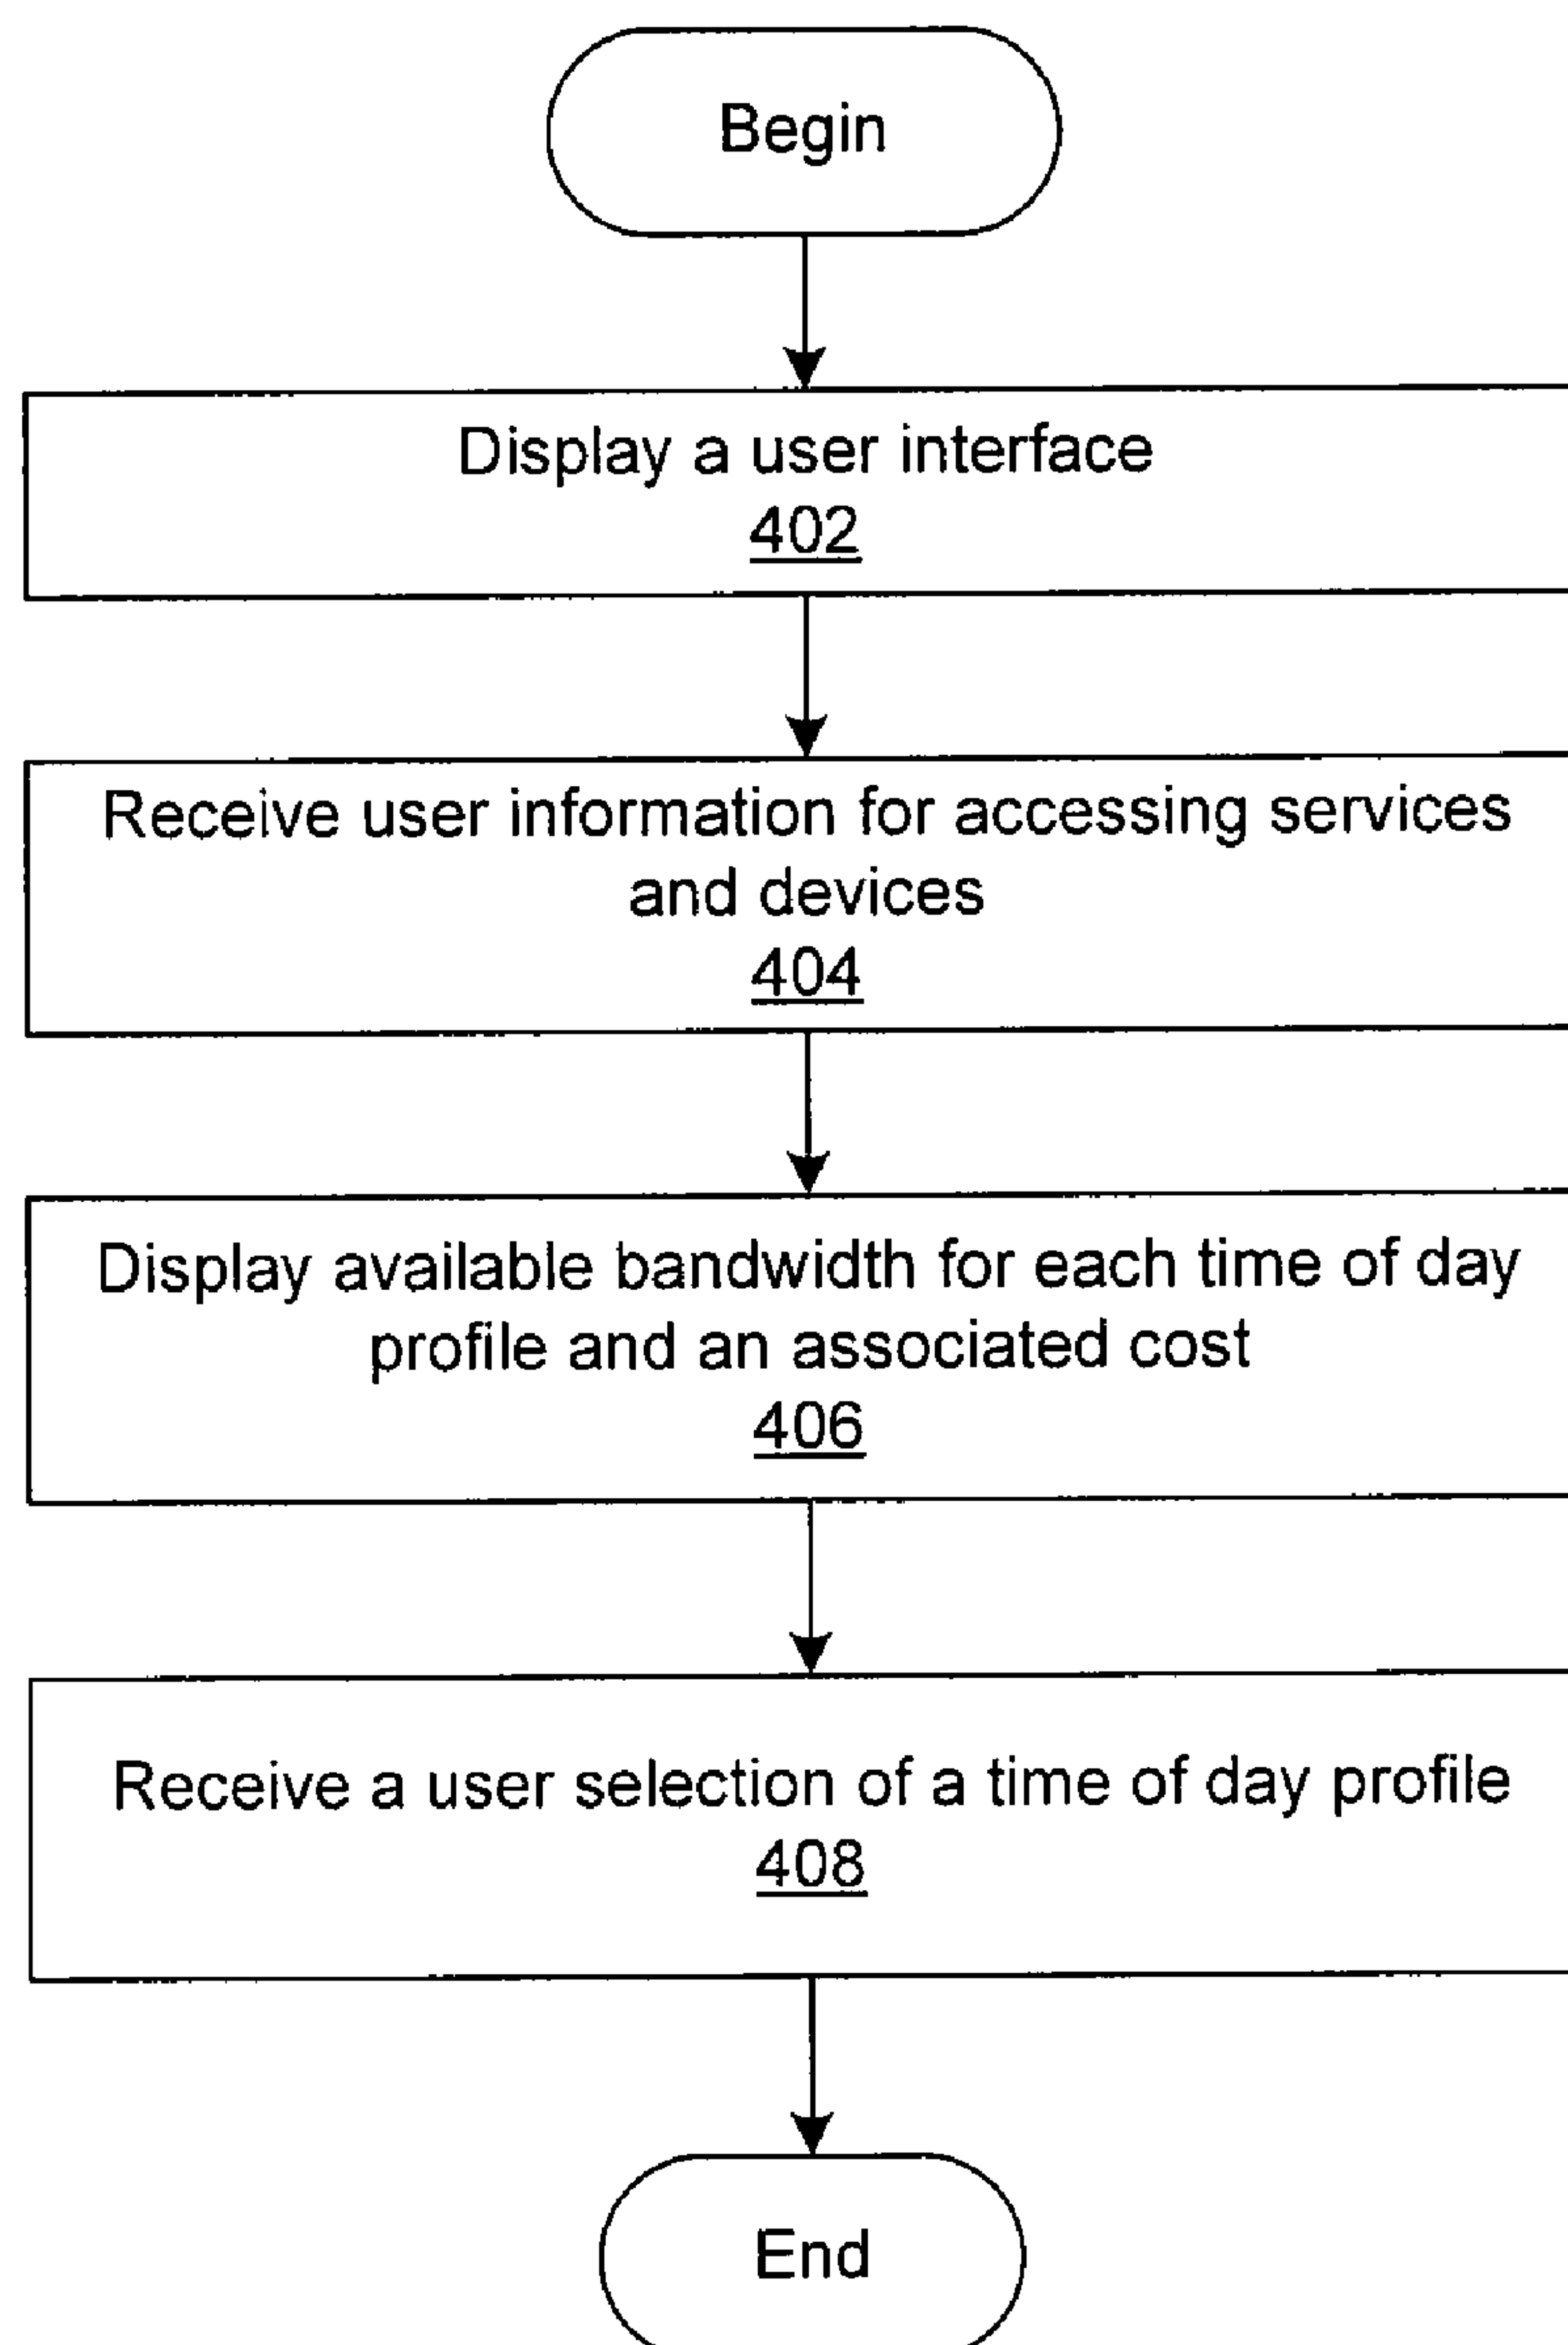 Begin
Display a user interface
402
Receive user information for accessing services
and devices
404
Display available bandwidth for each time of day
profile and an associated cost
406
Receive a user selection of a time of day profile
408
End